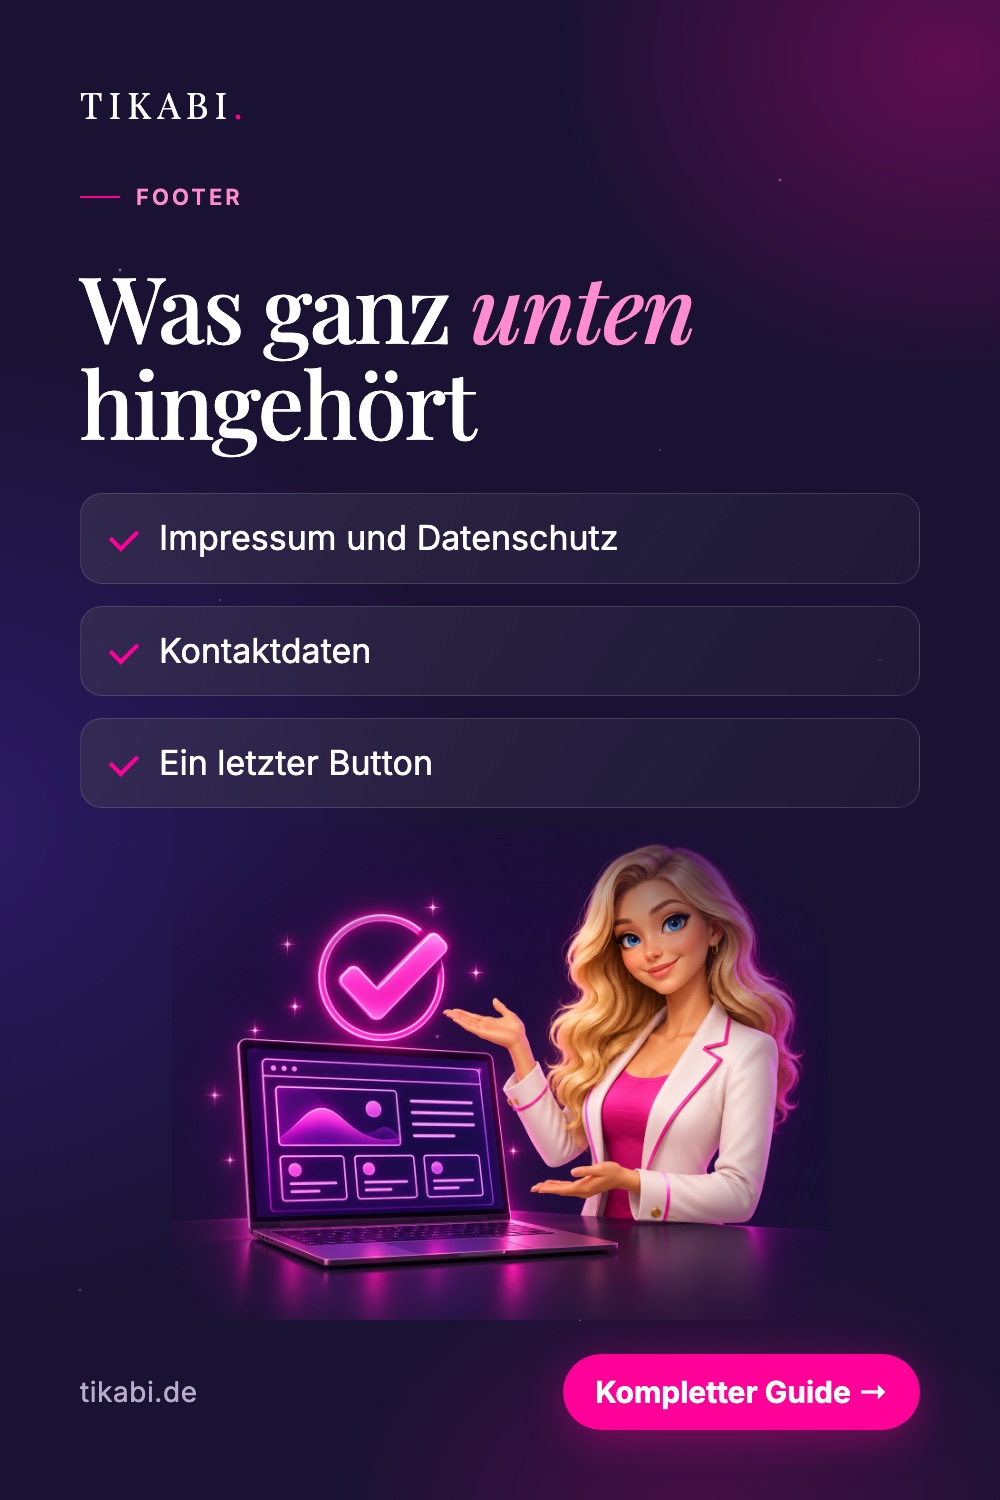 TIKABI.
FOOTER
Was ganz unten
hingehört
Impressum und Datenschutz
Kontaktdaten
Ein letzter Button
tikabi.de
Kompletter Guide →